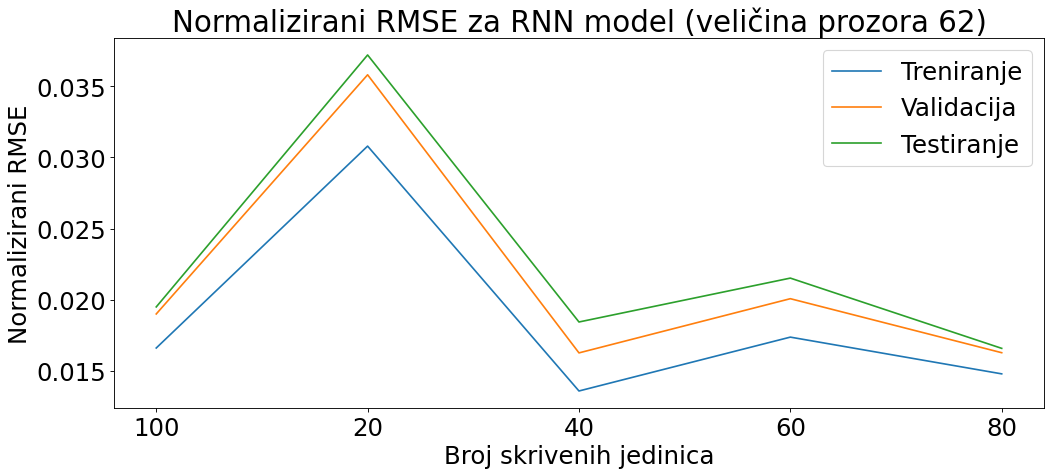 Normalizirani RMSE za RNN model (veličina prozora 62)
Treniranje
Validacija
Testiranje
Normalizirani RMSE
0.035
0.030
0.025
0.020
0.015
100 20 40 60 80
Broj skrivenih jedinica